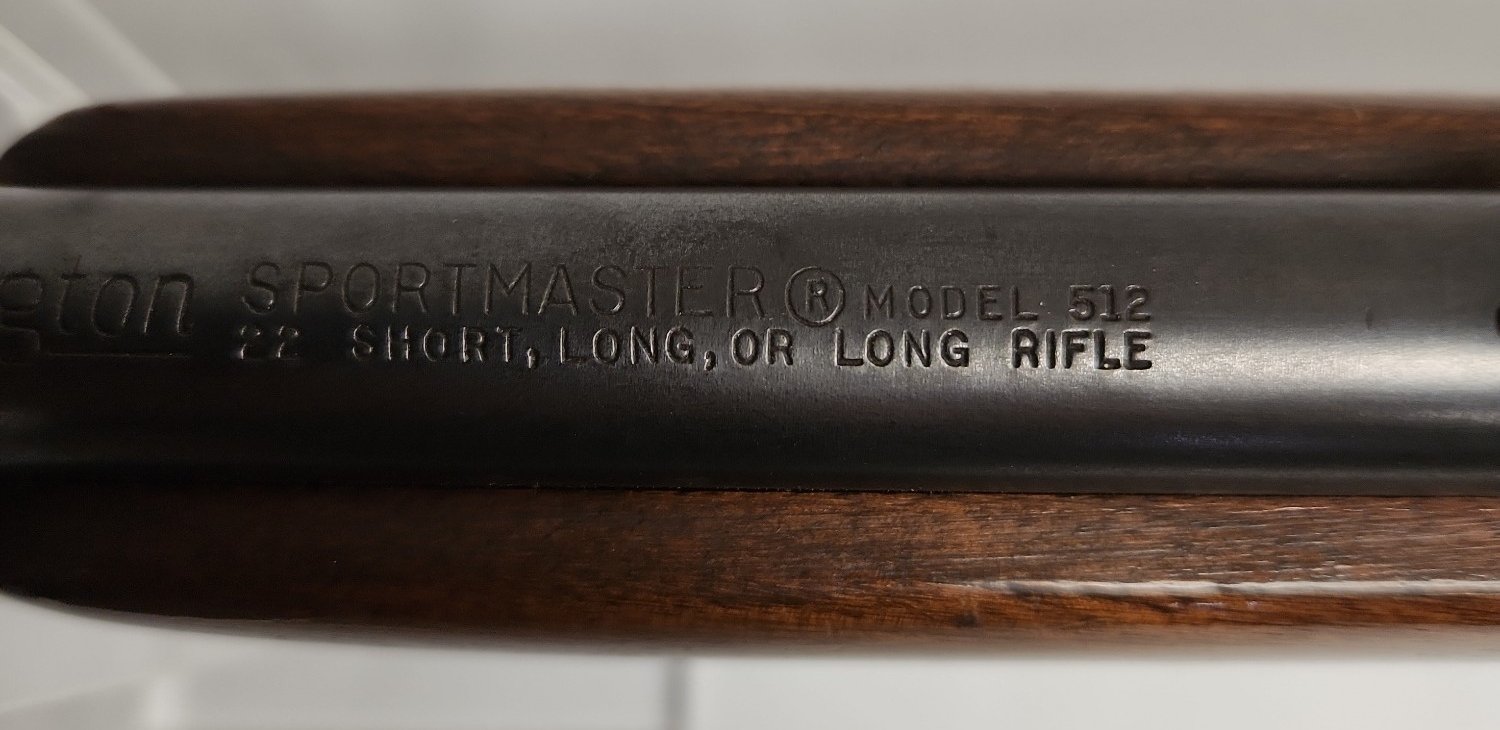 gton SPORTMASTER® MODEL 512
22 SHORT, LONG, OR LONG RIFLE